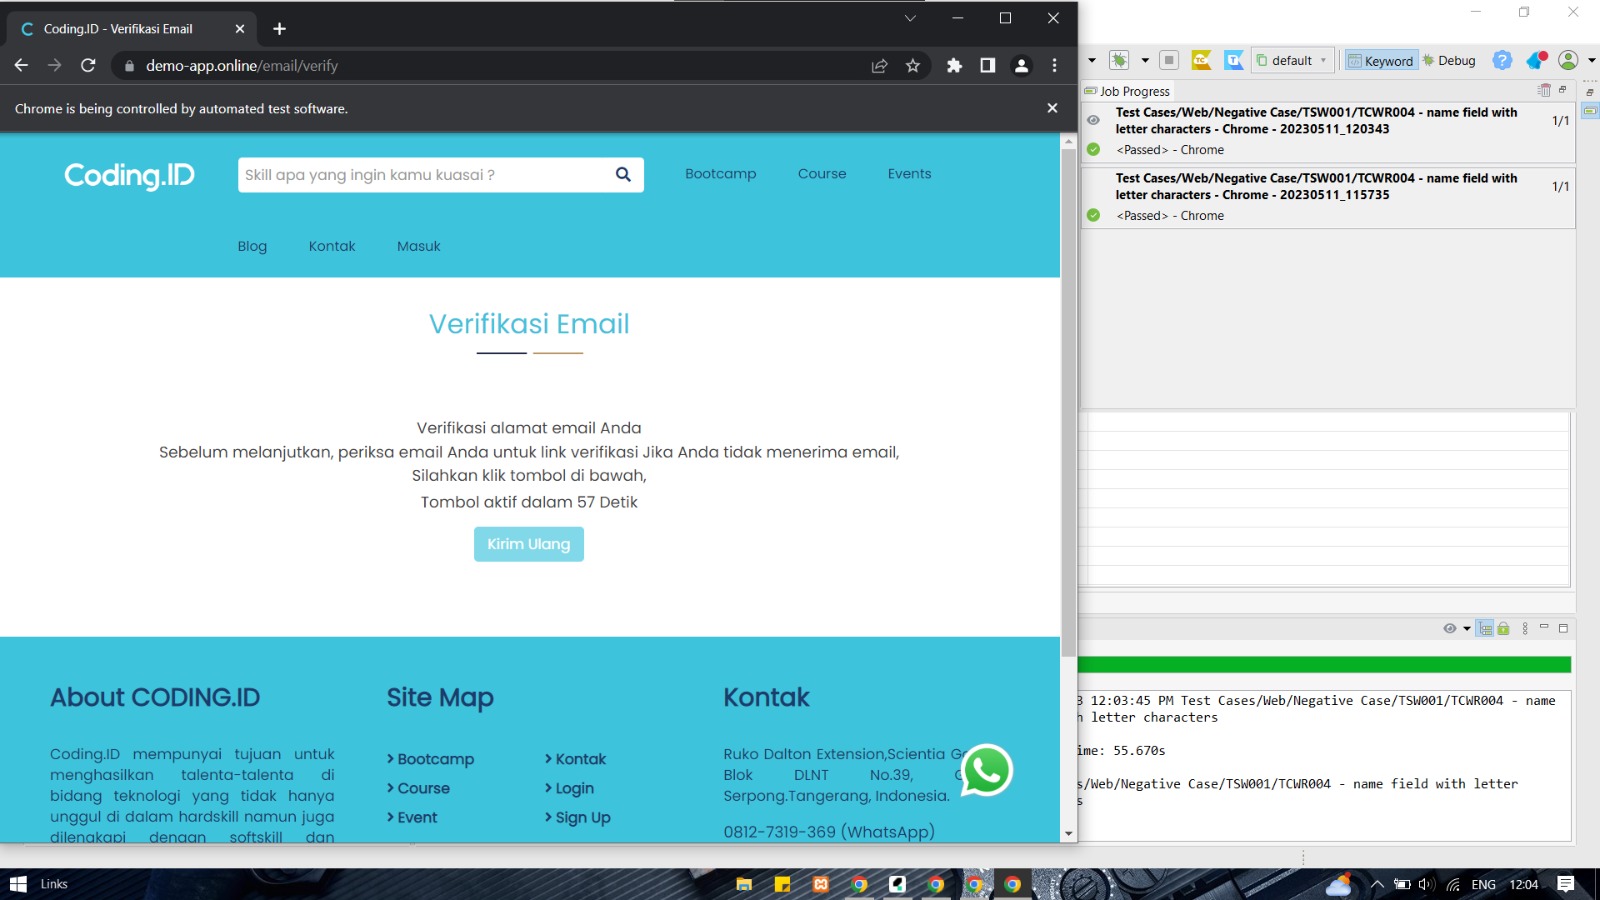 Coding.ID - Verifikasi Email
demo-app.online/email/verify
Chrome is being controlled by automated test software.
Coding.ID
Skill apa yang ingin kamu kuasai ?
Bootcamp
Course
Events
Blog
Kontak
Masuk
Verifikasi Email
Verifikasi alamat email Anda
Sebelum melanjutkan, periksa email Anda untuk link verifikasi Jika Anda tidak menerima email,
Silahkan klik tombol di bawah,
Tombol aktif dalam 57 Detik
Kirim Ulang
About CODING.ID
Coding.ID mempunyai tujuan untuk
menghasilkan talenta-talenta di
bidang teknologi yang tidak hanya
unggul di dalam hardskill namun juga
dilengkapi dengan softskill dan
Site Map
Bootcamp
Course
Event
Kontak
Login
Sign Up
Kontak
Ruko Dalton Extension,Scientia
Blok DLNT No.39,
Serpong.Tangerang, Indonesia.
0812-7319-369 (WhatsApp)
default
Keyword
Debug
Job Progress
Test Cases/Web/Negative Case/TSW001/TCWR004 - name field with
letter characters - Chrome - 20230511_120343
1/1
<Passed> - Chrome
Test Cases/Web/Negative Case/TSW001/TCWR004 - name field with
letter characters - Chrome - 20230511_115735
1/1
<Passed> - Chrome
12:03:45 PM Test Cases/Web/Negative Case/TSW001/TCWR004 - name
letter characters
ime: 55.670s
s/Web/Negative Case/TSW001/TCWR004 - name field with letter
s
Links
ENG
12:04